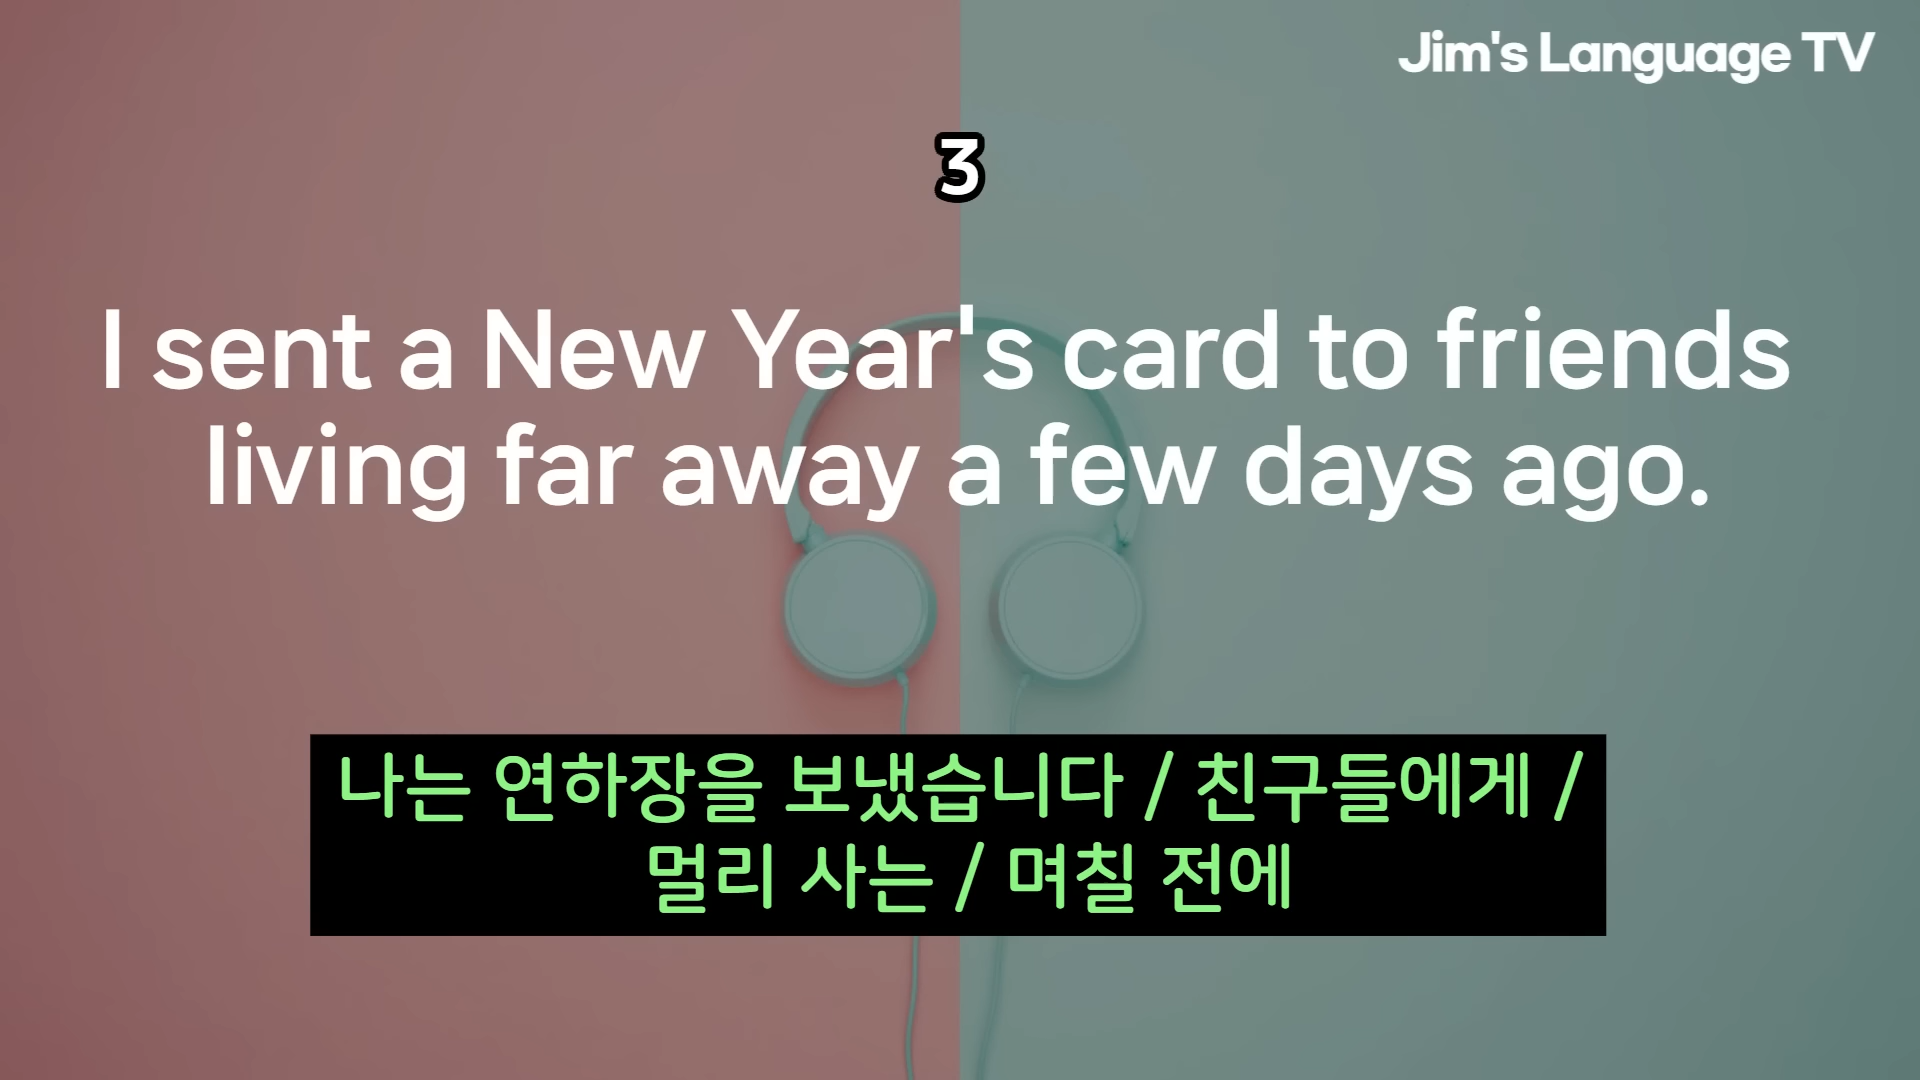 Jim's Language TV
3
I sent a New Year's card to friends
living far away a few days ago.
나는 연하장을 보냈습니다 / 친구들에게 /
멀리 사는 / 며칠 전에